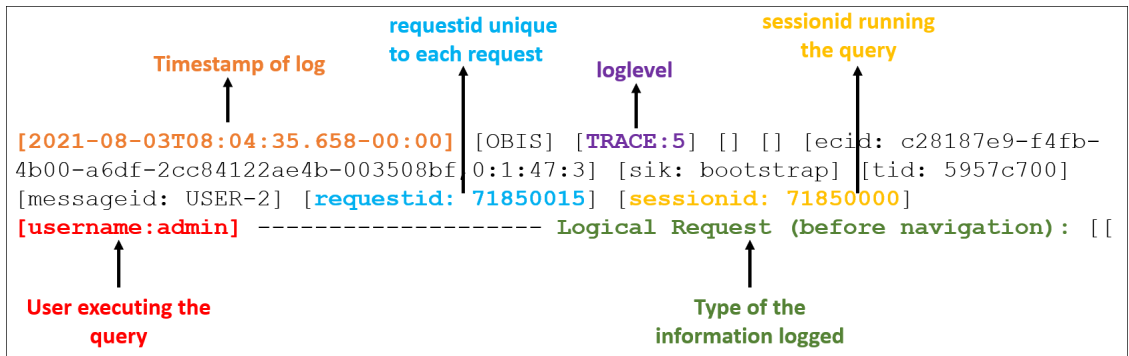 requestid unique
to each request
sessionid running
the query
Timestamp of log
loglevel
[2021-08-03T08:04:35.658-00:00] [OBIS] [TRACE:5] [] [] [ecid: c28187e9-f4fb-
4b00-a6df-2cc84122ae4b-003508bf,0:1:47:3] [sik: bootstrap] [tid: 5957c700]
[messageid: USER-2] [requestid: 71850015] [sessionid: 71850000]
[username:admin] -------------------- Logical Request (before navigation): [[
User executing the
query
Type of the
information logged